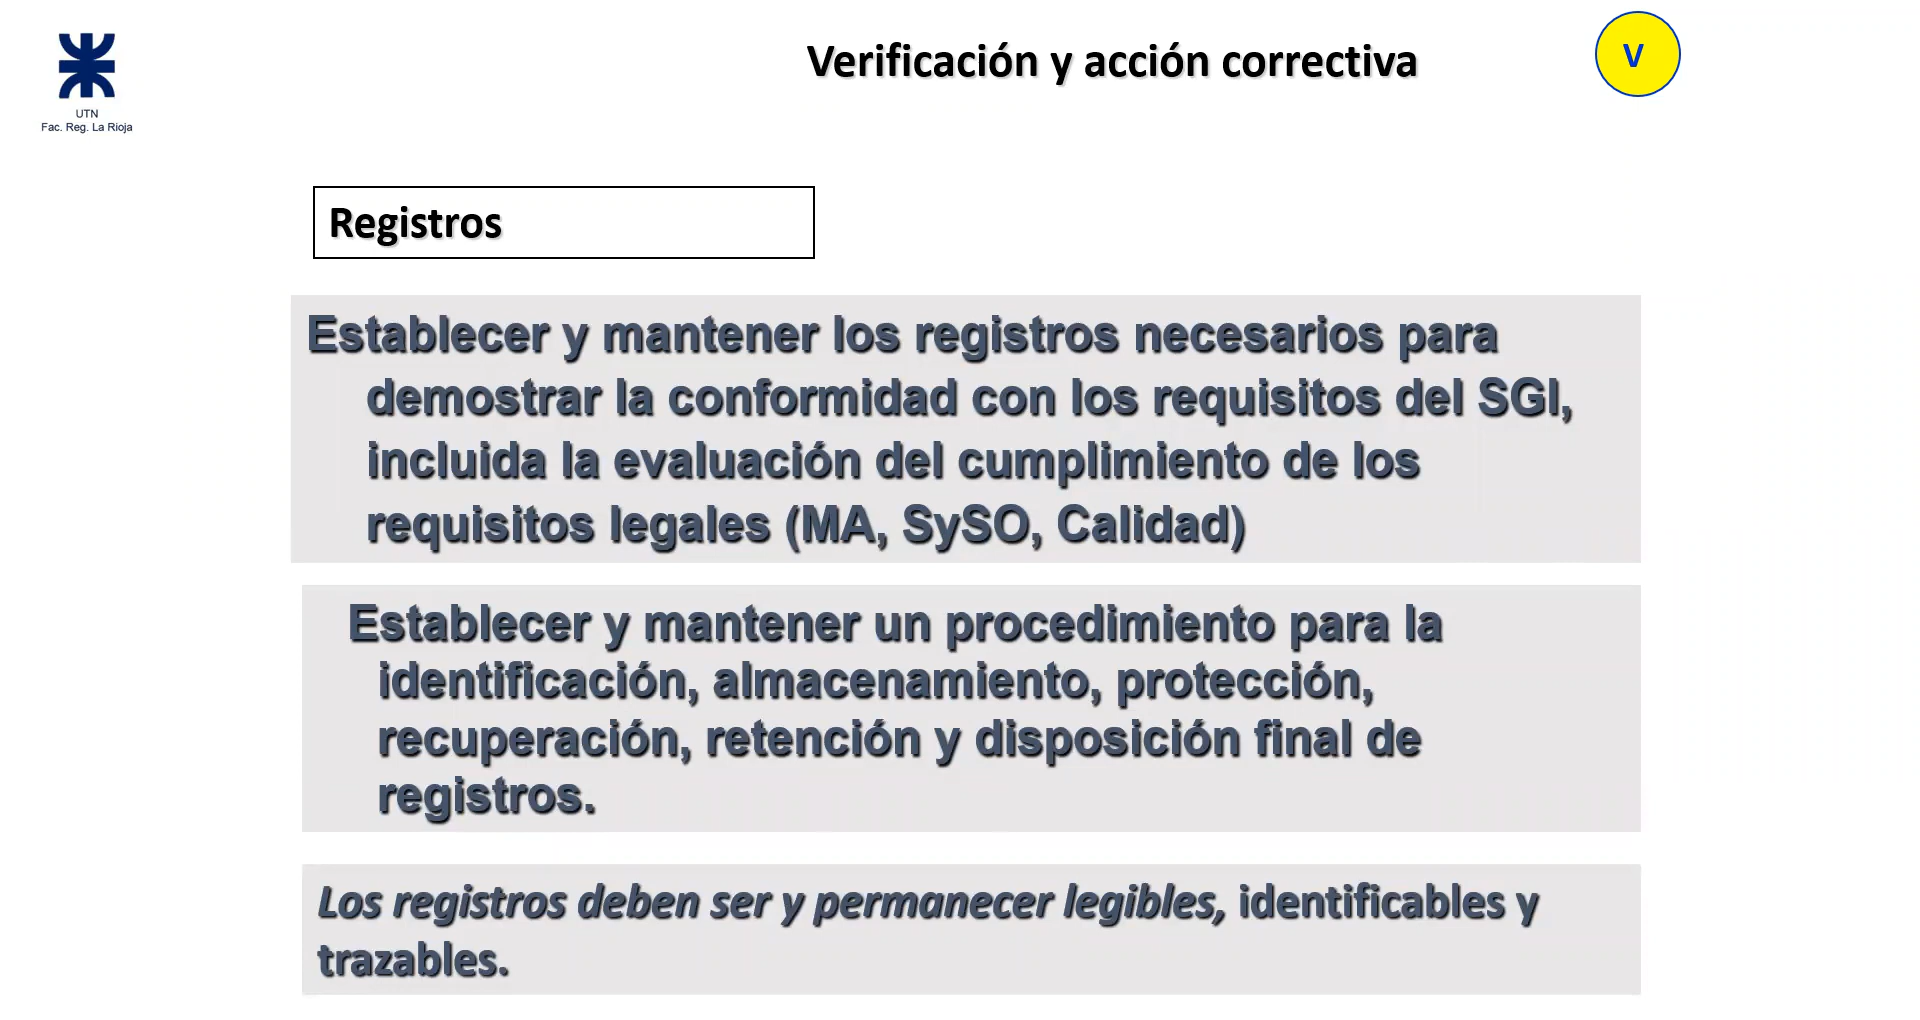 UTN
Fac. Reg. La Rioja
Verificación y acción correctiva
V
Registros
Establecer y mantener los registros necesarios para
demostrar la conformidad con los requisitos del SGI,
incluida la evaluación del cumplimiento de los
requisitos legales (MA, SySO, Calidad)
Establecer y mantener un procedimiento para la
identificación, almacenamiento, protección,
recuperación, retención y disposición final de
registros.
Los registros deben ser y permanecer legibles, identificables y
trazables.